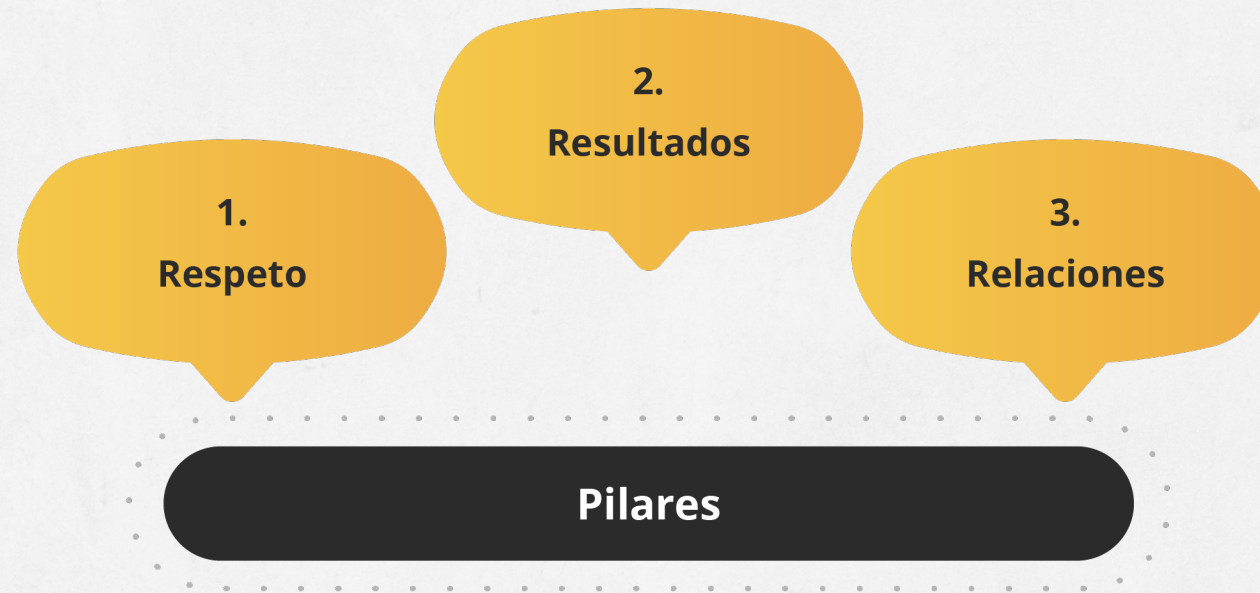 1.
Respeto
2.
Resultados
3.
Relaciones
Pilares